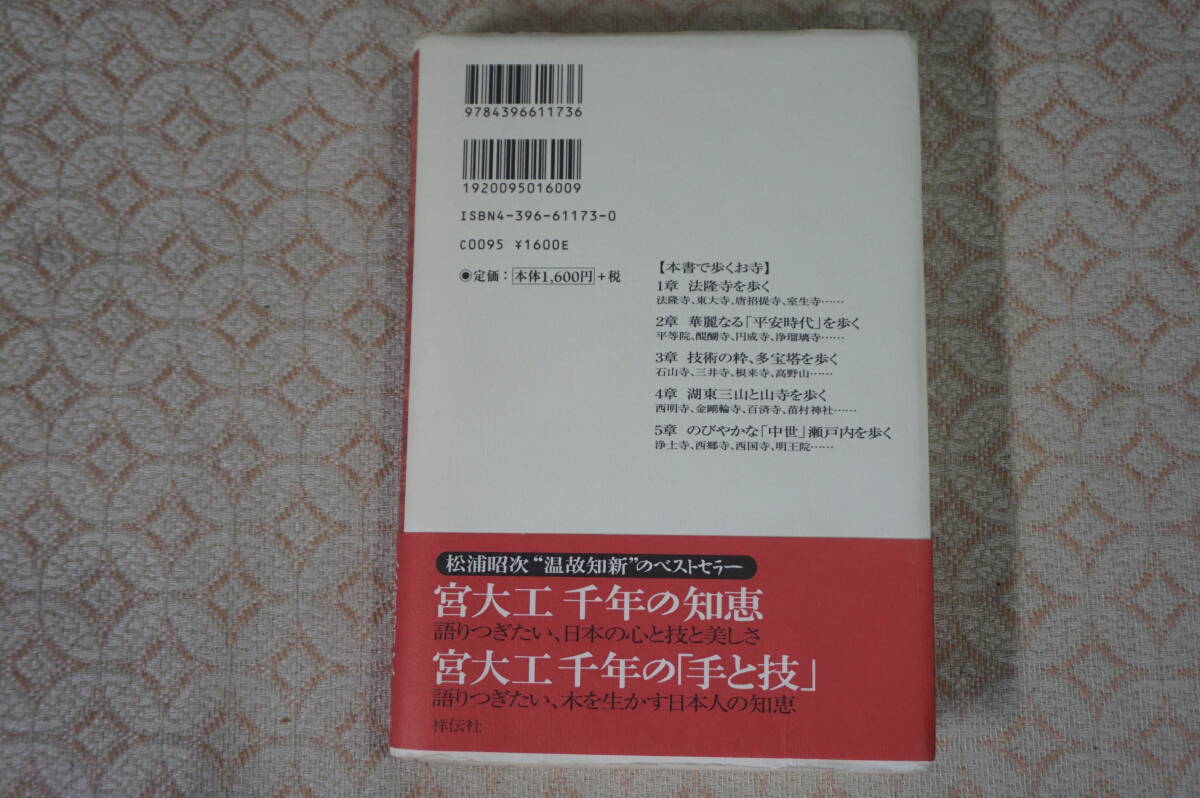 9784396611736
1920095016009
ISBN4-396-61173-0
C0095 ¥1600E
●定価：本体1,600円+税
【本書で歩くお寺】
1章 法隆寺を歩く
法隆寺、東大寺、唐招提寺、室生寺……
2章 華麗なる「平安時代」を歩く
平等院、醍醐寺、円成寺、浄瑠璃寺……
3章 技術の粋、多宝塔を歩く
石山寺、三井寺、根来寺、高野山……
4章 湖東三山と山寺を歩く
西明寺、金剛輪寺、百済寺、苗村神社……
5章 のびやかな「中世」瀬戸内を歩く
浄土寺、西郷寺、西国寺、明王院……
松浦昭次“温故知新”のベストセラー
宮大工 千年の知恵
語りつぎたい、日本の心と技と美しさ
宮大工 千年の「手と技」
語りつぎたい、木を生かす日本人の知恵
祥伝社